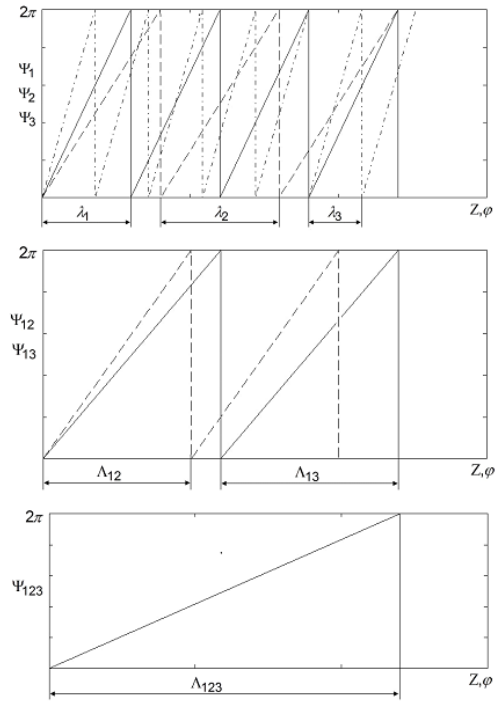 2π
Ψ1
Ψ2
Ψ3
λ1 λ2 λ3 Z,φ
2π
Ψ12
Ψ13
Λ12 Λ13 Z,φ
2π
Ψ123
Λ123 Z,φ